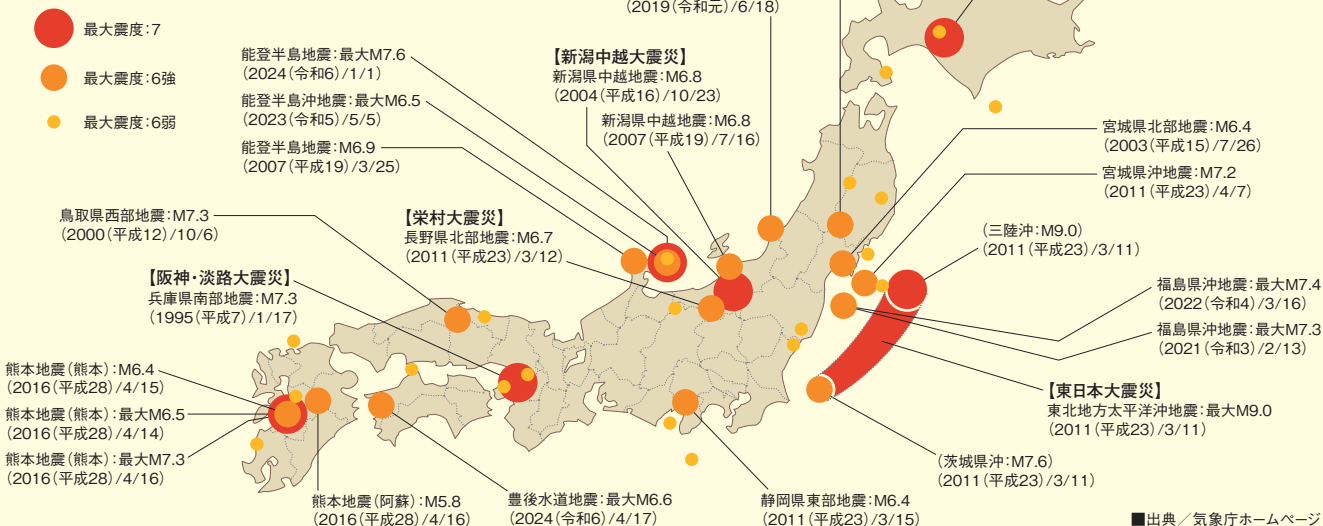 (2019(令和元)/6/18)
最大震度:7
最大震度:6強
最大震度:6弱
能登半島地震:最大M7.6
(2024(令和6)/1/1)
能登半島沖地震:最大M6.5
(2023(令和5)/5/5)
能登半島地震:M6.9
(2007(平成19)/3/25)
【新潟中越大震災】
新潟県中越地震:M6.8
(2004(平成16)/10/23)
新潟県中越地震:M6.8
(2007(平成19)/7/16)
宮城県北部地震:M6.4
(2003(平成15)/7/26)
宮城県沖地震:M7.2
(2011(平成23)/4/7)
鳥取県西部地震:M7.3
(2000(平成12)/10/6)
【栄村大震災】
長野県北部地震:M6.7
(2011(平成23)/3/12)
(三陸沖:M9.0)
(2011(平成23)/3/11)
【阪神・淡路大震災】
兵庫県南部地震:M7.3
(1995(平成7)/1/17)
福島県沖地震:最大M7.4
(2022(令和4)/3/16)
福島県沖地震:最大M7.3
(2021(令和3)/2/13)
熊本地震(熊本):M6.4
(2016(平成28)/4/15)
熊本地震(熊本):最大M6.5
(2016(平成28)/4/14)
熊本地震(熊本):最大M7.3
(2016(平成28)/4/16)
【東日本大震災】
東北地方太平洋沖地震:最大M9.0
(2011(平成23)/3/11)
(茨城県沖:M7.6)
(2011(平成23)/3/11)
熊本地震(阿蘇):M5.8
(2016(平成28)/4/16)
豊後水道地震:最大M6.6
(2024(令和6)/4/17)
静岡県東部地震:M6.4
(2011(平成23)/3/15)
■出典/気象庁ホームページ